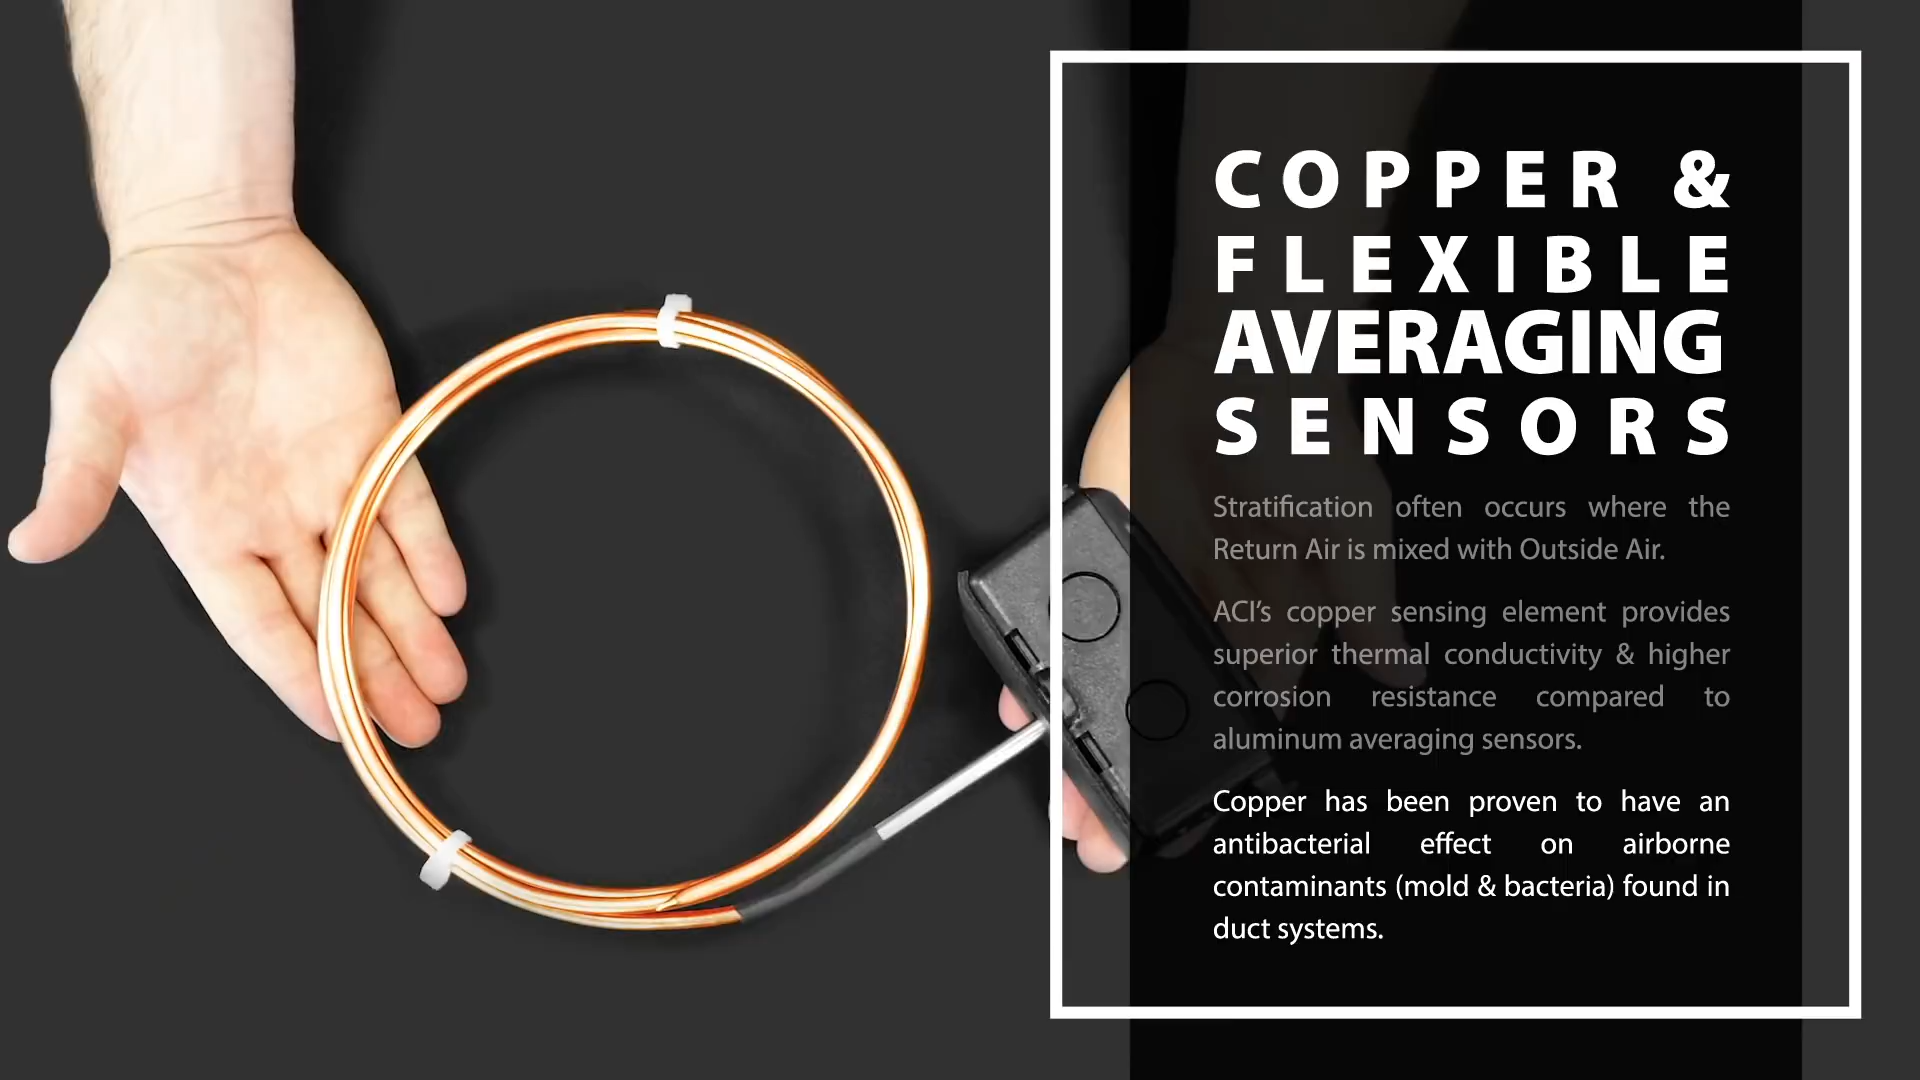 COPPER &
FLEXIBLE
AVERAGING
SENSORS
Stratification often occurs where the
Return Air is mixed with Outside Air.
ACI’s copper sensing element provides
superior thermal conductivity & higher
corrosion resistance compared to
aluminum averaging sensors.
Copper has been proven to have an
antibacterial effect on airborne
contaminants (mold & bacteria) found in
duct systems.